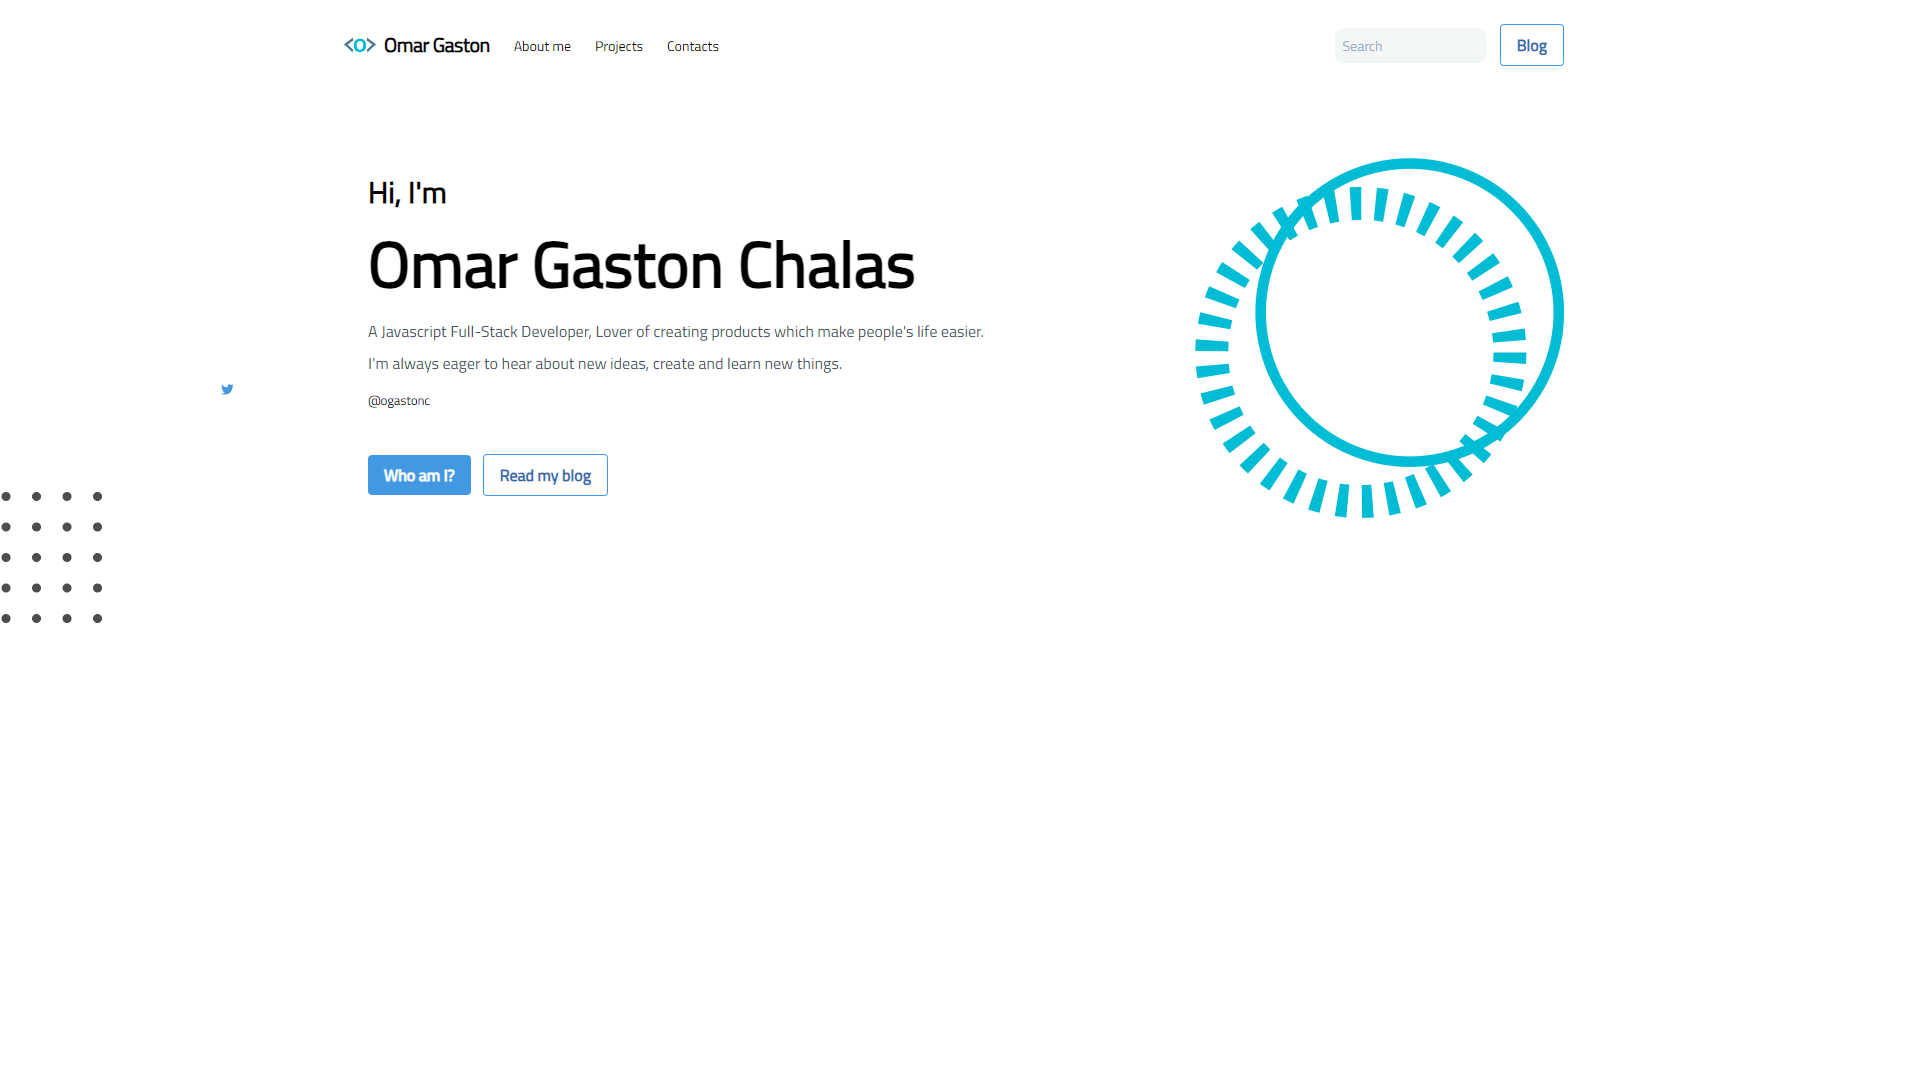 <O> Omar Gaston
About me
Projects
Contacts
Search
Blog
Hi, I'm
Omar Gaston Chalas
A Javascript Full-Stack Developer, Lover of creating products which make people's life easier.
I'm always eager to hear about new ideas, create and learn new things.
@ogastonc
Who am I?
Read my blog